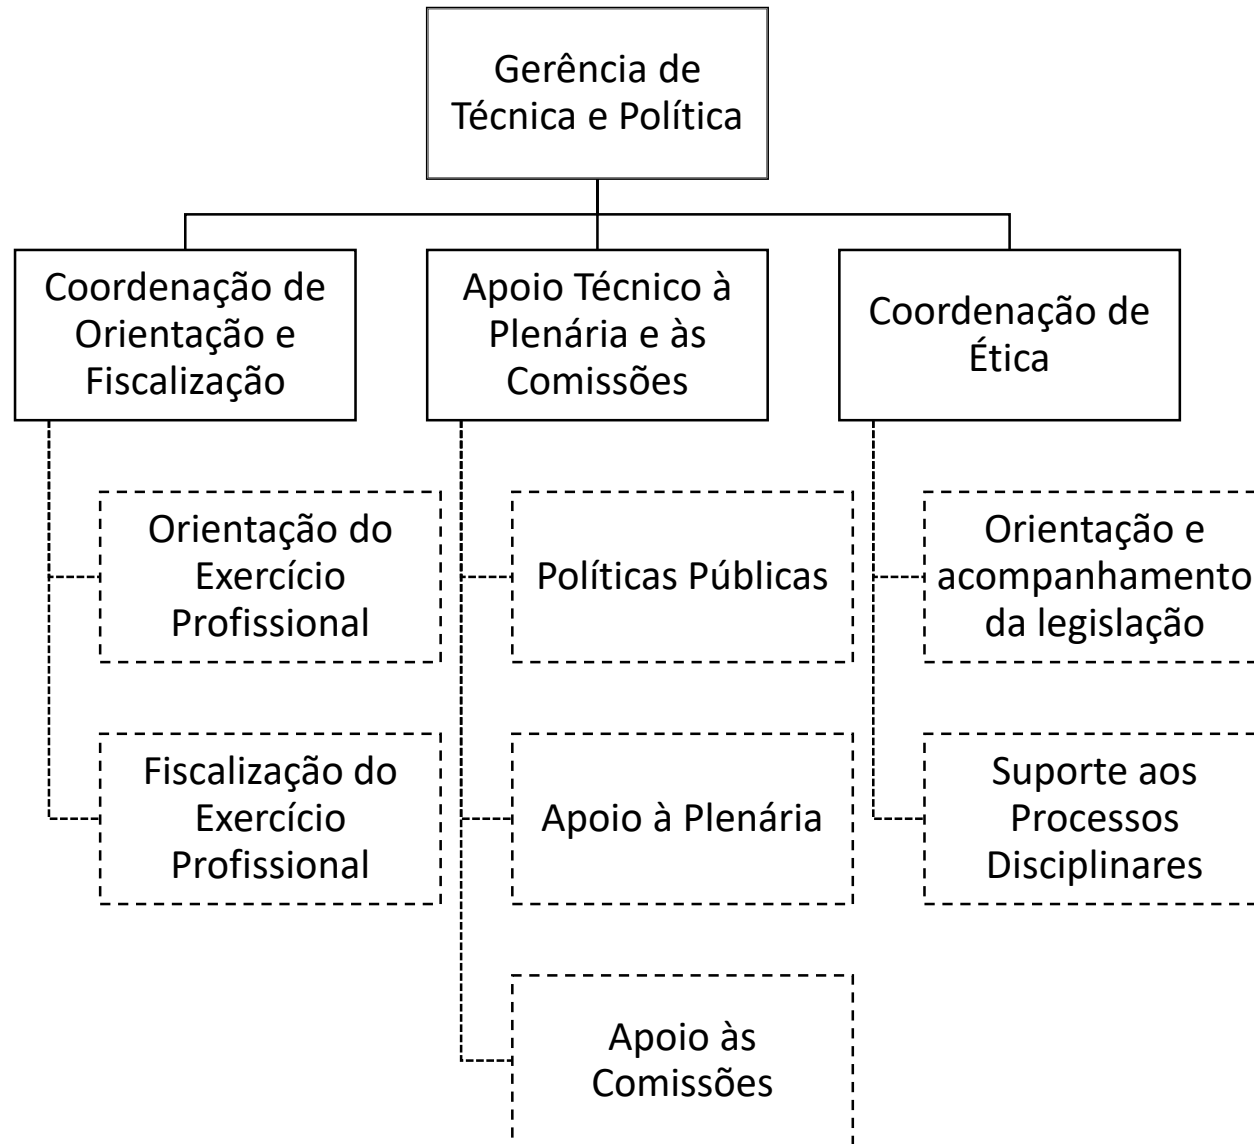 Gerência de
Técnica e Política
Coordenação de
Orientação e
Fiscalização
Apoio Técnico à
Plenária e às
Comissões
Coordenação de
Ética
Orientação do
Exercício
Profissional
Políticas Públicas
Orientação e
acompanhamento
da legislação
Fiscalização do
Exercício
Profissional
Apoio à Plenária
Suporte aos
Processos
Disciplinares
Apoio às
Comissões